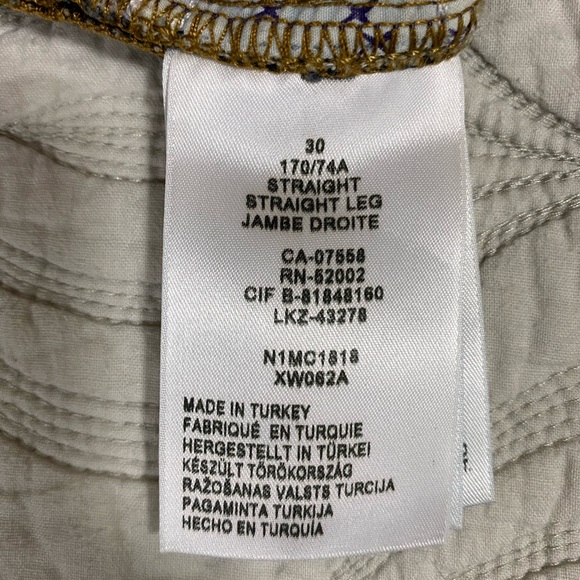 30
170/74A
STRAIGHT
STRAIGHT LEG
JAMBE DROITE
CA-07558
RN-52002
CIF B-81848160
LKZ-43278
N1MC1818
XW062A
MADE IN TURKEY
FABRIQUÉ EN TURQUIE
HERGESTELLT IN TÜRKEI
KÉSZÜLT TÖRÖKORSZÁG
RAŽOŠANAS VALSTS TURCIJA
PAGAMINTA TURKIJA
HECHO EN TURQUÍA